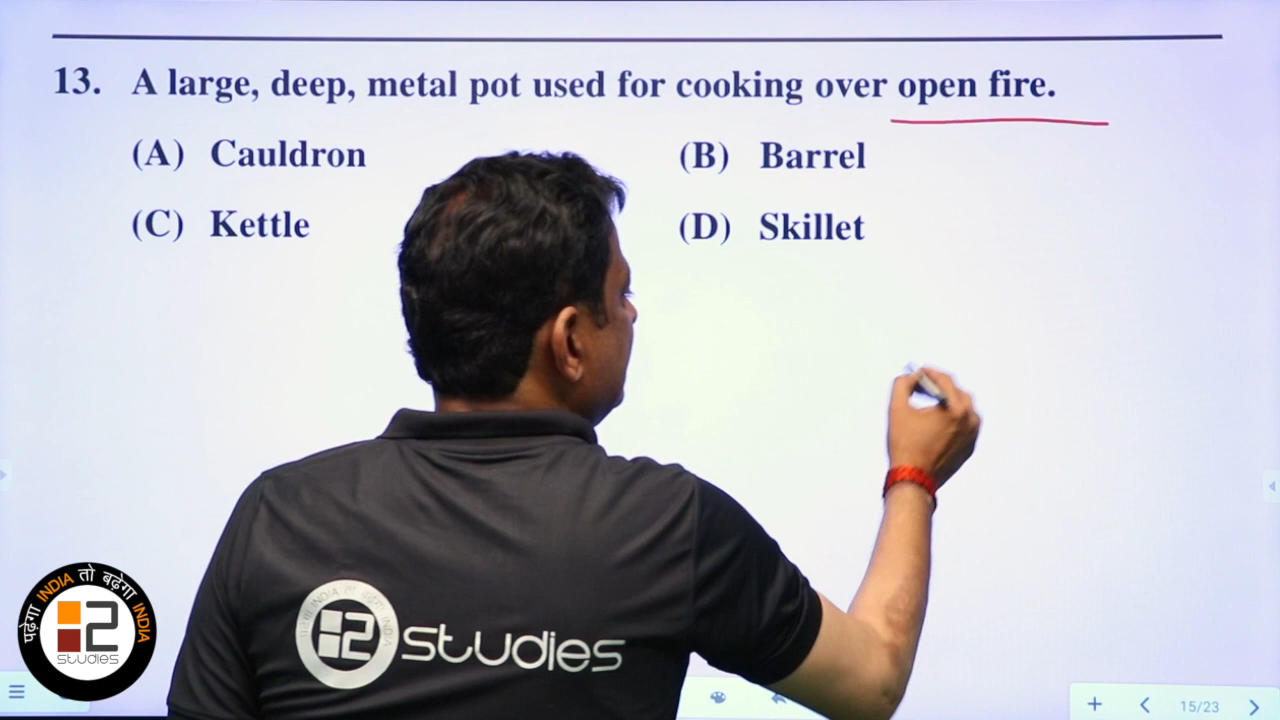 13. A large, deep, metal pot used for cooking over open fire.
(A) Cauldron (B) Barrel
(C) Kettle (D) Skillet
पढ़ेगा INDIA तो बढ़ेगा INDIA
i2
studies
i2 studies
15/23